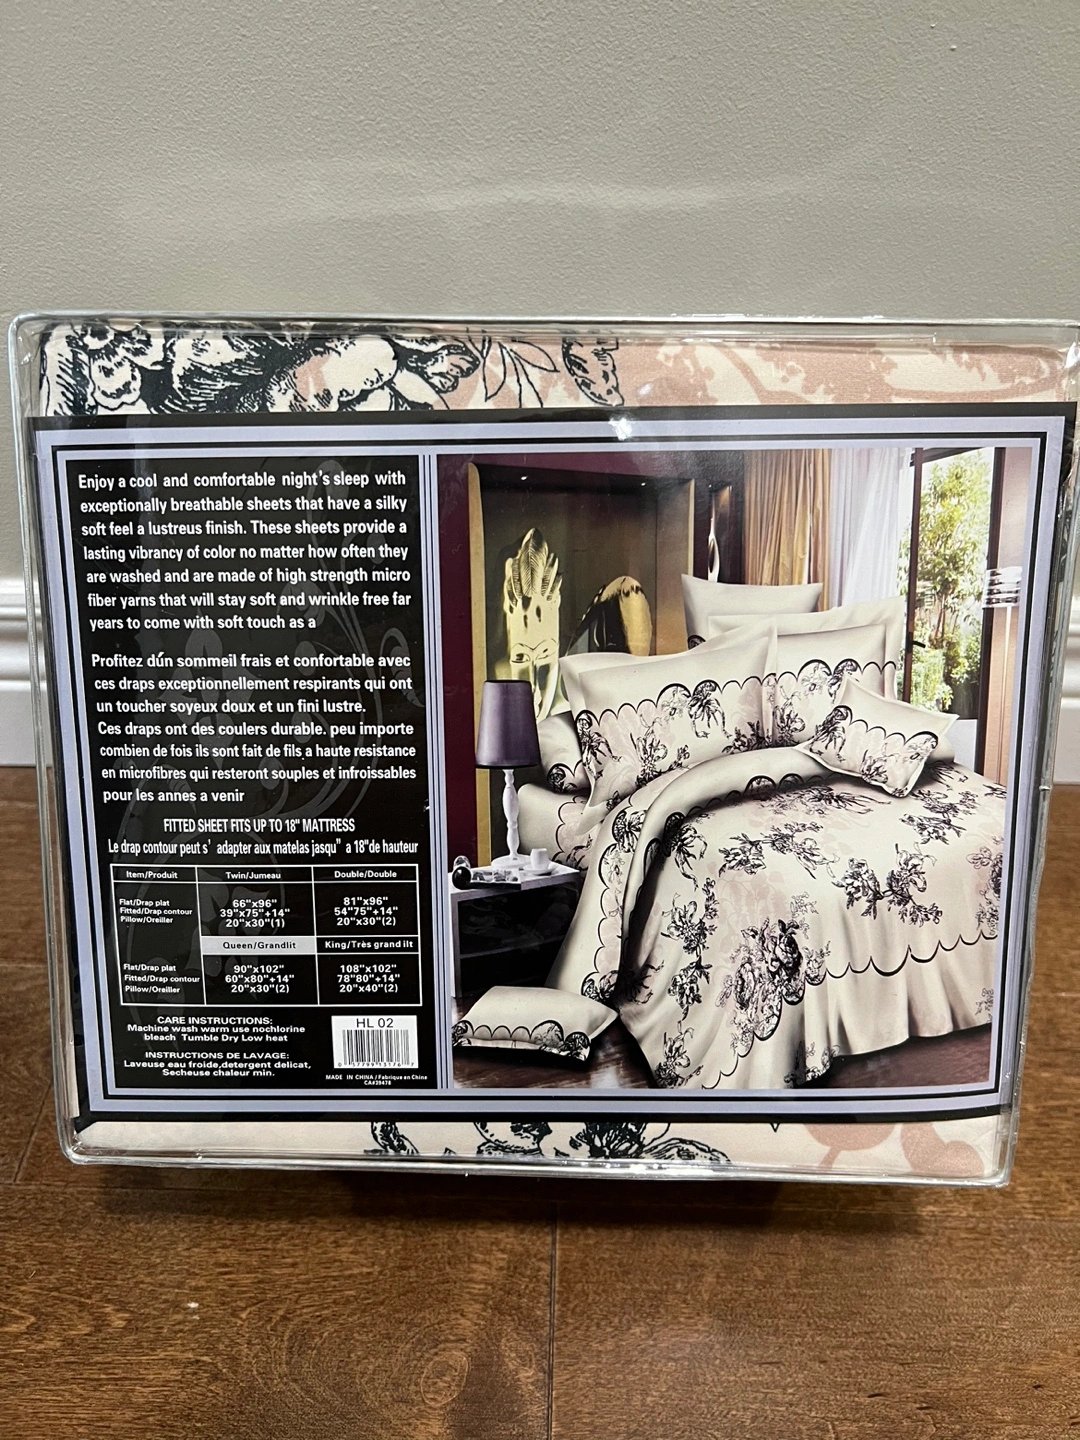 Enjoy a cool and comfortable night's sleep with
exceptionally breathable sheets that have a silky
soft feel a lustreus finish. These sheets provide a
lasting vibrancy of color no matter how often they
are washed and are made of high strength micro
fiber yarns that will stay soft and wrinkle free far
years to come with soft touch as a
Profitez dún sommeil frais et confortable avec
ces draps exceptionnellement respirants qui ont
un toucher soyeux doux et un fini lustre.
Ces draps ont des coulers durable. peu importe
combien de fois ils sont fait de fils a haute resistance
en microfibres qui resteront souples et infroissables
pour les annes a venir
FITTED SHEET FITS UP TO 18" MATTRESS
Le drap contour peut s' adapter aux matelas jasqu" a 18"de hauteur
Item/Produit Twin/Jumeau Double/Double
Flat/Drap plat 66"x96" 81"x96"
Fitted/Drap contour 39"x75"+14" 54"75"+14"
Pillow/Oreiller 20"x30"(1) 20"x30"(2)
Queen/Grandlit King/Très grand ilt
Flat/Drap plat 90"x102" 108"x102"
Fitted/Drap contour 60"x80"+14" 78"80"+14"
Pillow/Oreiller 20"x30"(2) 20"x40"(2)
CARE INSTRUCTIONS:
Machine wash warm use nochlorine
bleach Tumble Dry Low heat
INSTRUCTIONS DE LAVAGE:
Laveuse eau froide,detergent delicat,
Secheuse chaleur min.
HL 02
0 57799 13176 7
MADE IN CHINA / Fabrique en Chine
CA#39476